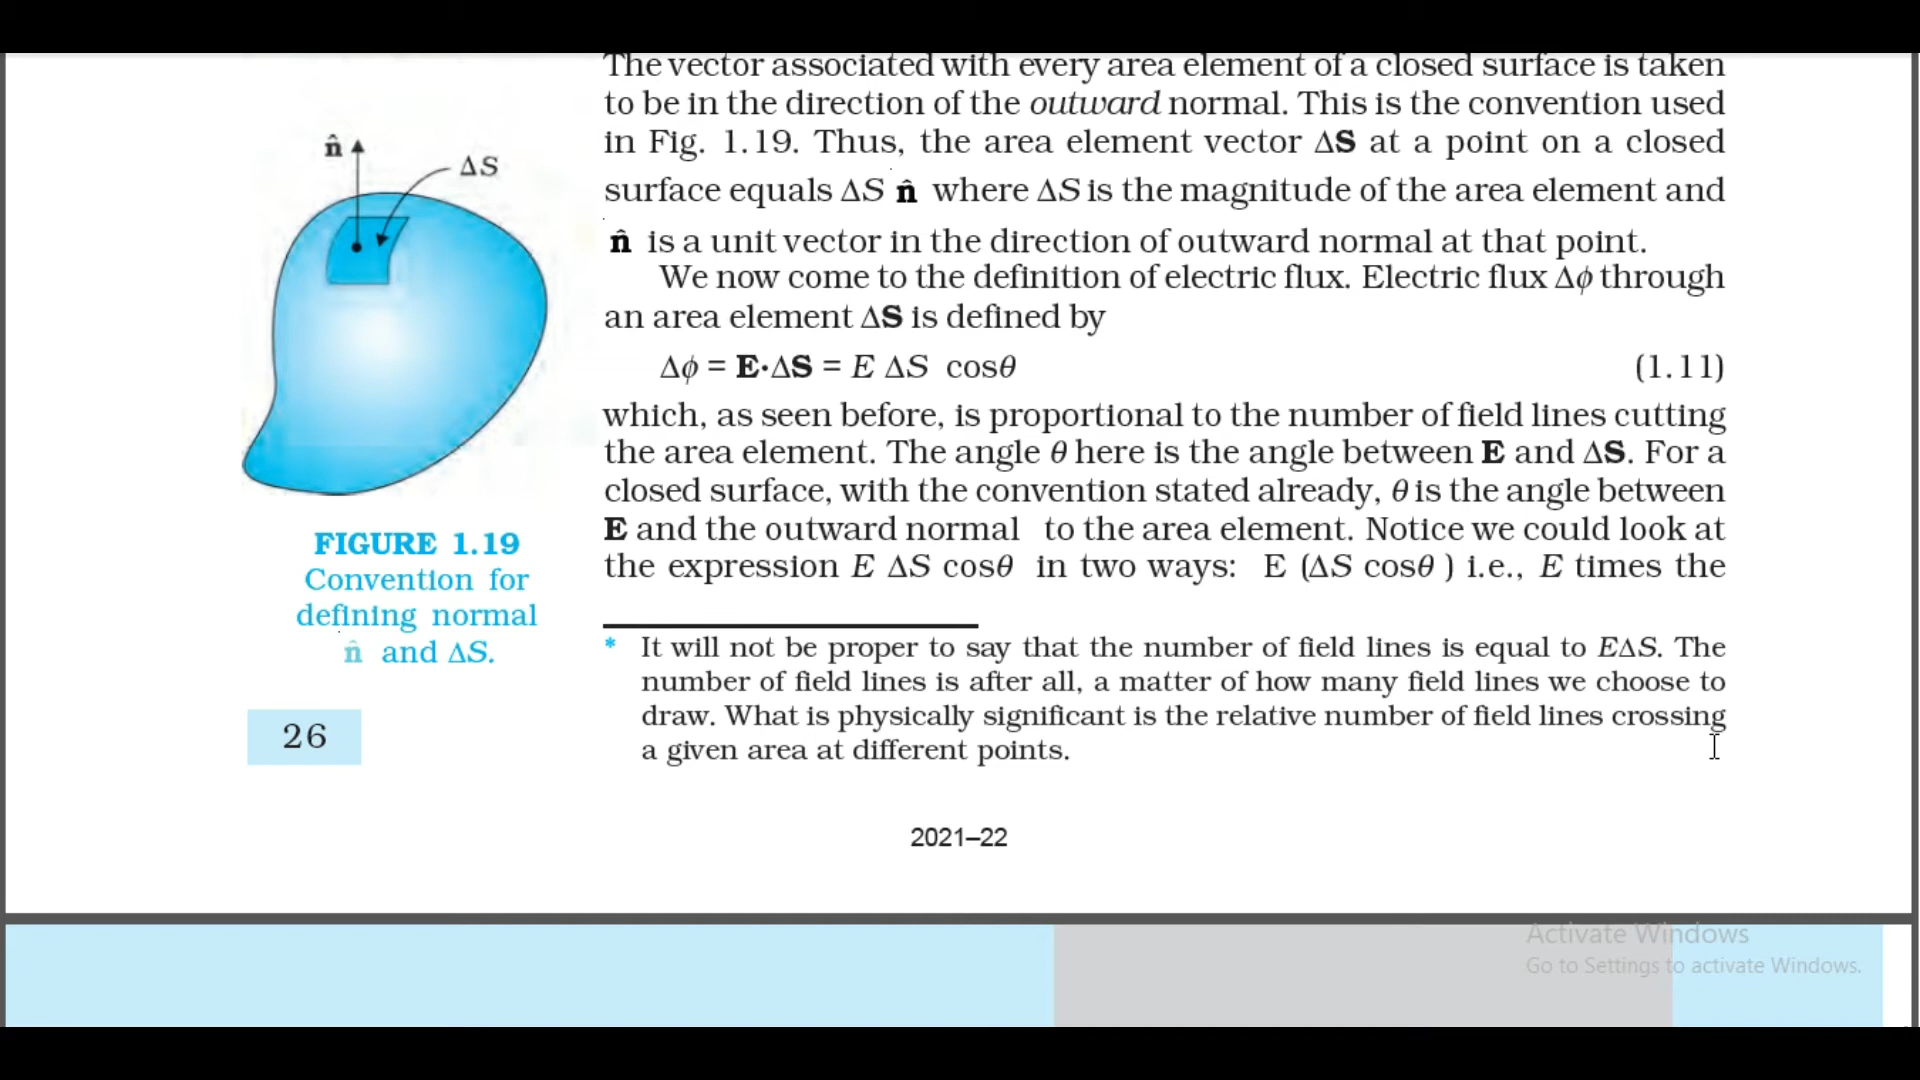 The vector associated with every area element of a closed surface is taken
to be in the direction of the outward normal. This is the convention used
in Fig. 1.19. Thus, the area element vector ΔS at a point on a closed
surface equals ΔS n̂ where ΔS is the magnitude of the area element and
n̂ is a unit vector in the direction of outward normal at that point.
We now come to the definition of electric flux. Electric flux Δϕ through
an area element ΔS is defined by
Δϕ = E·ΔS = E ΔS cosθ (1.11)
which, as seen before, is proportional to the number of field lines cutting
the area element. The angle θ here is the angle between E and ΔS. For a
closed surface, with the convention stated already, θ is the angle between
E and the outward normal to the area element. Notice we could look at
the expression E ΔS cosθ in two ways: E (ΔS cosθ ) i.e., E times the
n̂
ΔS
FIGURE 1.19
Convention for
defining normal
n̂ and ΔS.
* It will not be proper to say that the number of field lines is equal to EΔS. The
number of field lines is after all, a matter of how many field lines we choose to
draw. What is physically significant is the relative number of field lines crossing
a given area at different points.
26
2021–22
Activate Windows
Go to Settings to activate Windows.